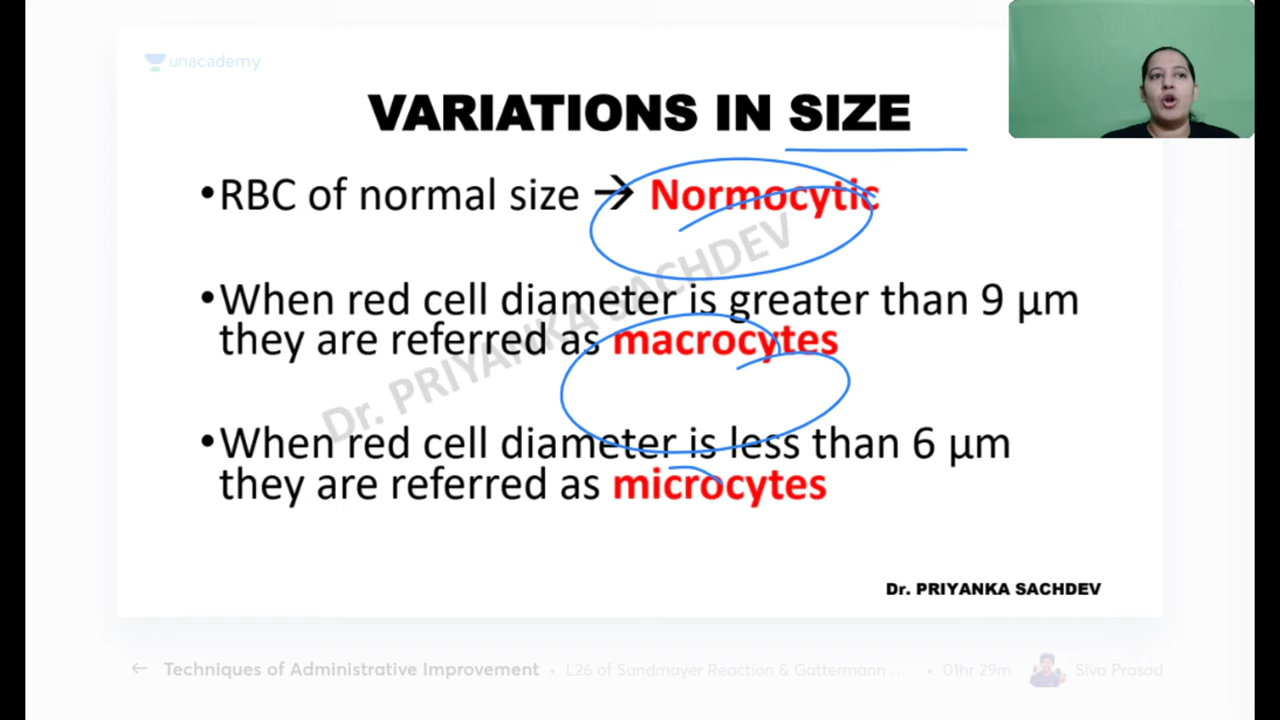 unacademy
VARIATIONS IN SIZE
•RBC of normal size → Normocytic
•When red cell diameter is greater than 9 μm
they are referred as macrocytes
•When red cell diameter is less than 6 μm
they are referred as microcytes
Dr. PRIYANKA SACHDEV
Dr. PRIYANKA SACHDEV
← Techniques of Administrative Improvement • L26 of Sandmayer Reaction & Gattermann ... • 01hr 29m Siva Prasad